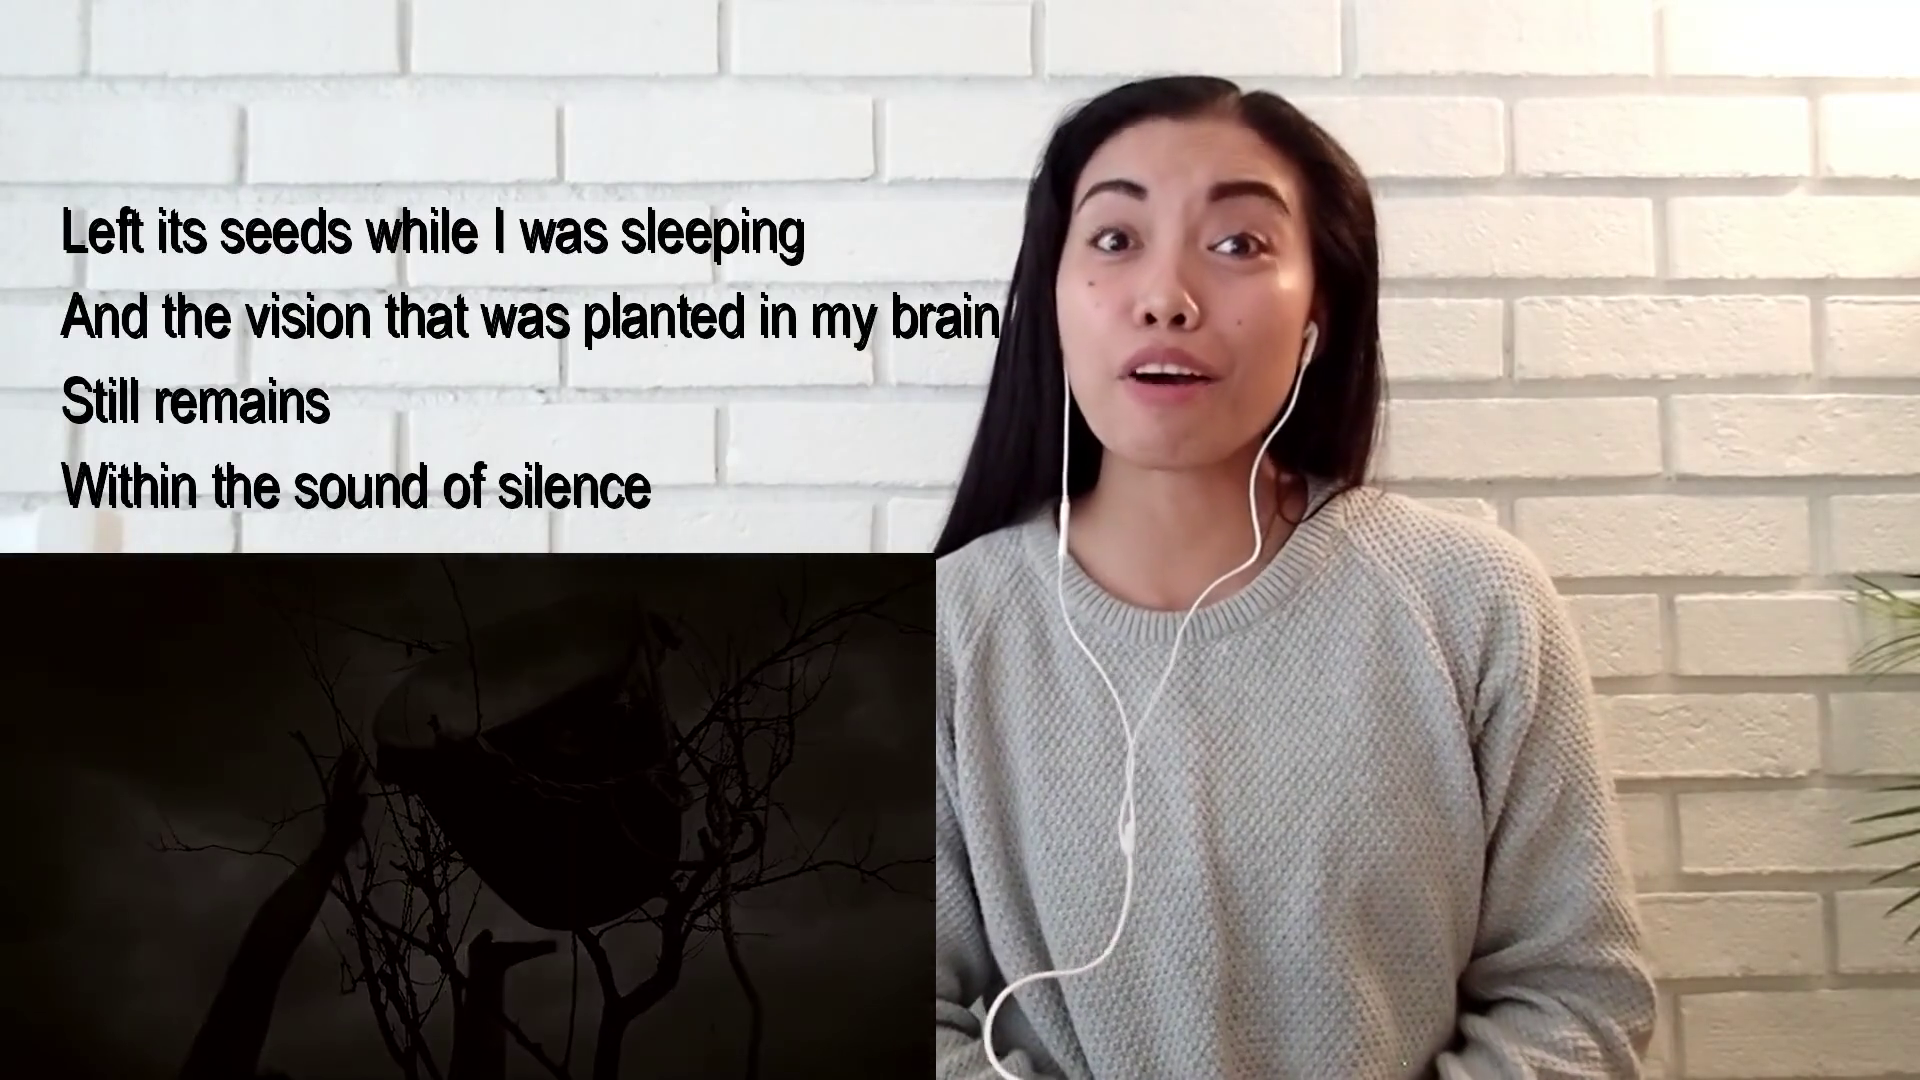 Left its seeds while I was sleeping
And the vision that was planted in my brain
Still remains
Within the sound of silence